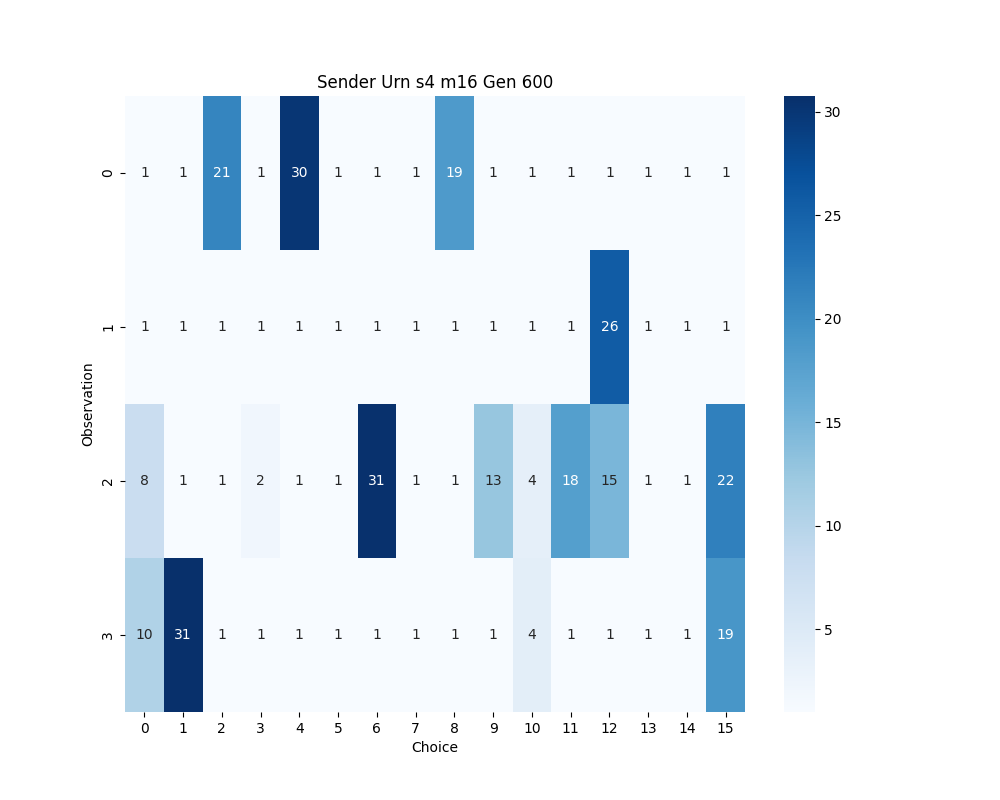 Sender Urn s4 m16 Gen 600
0 1 1 21 1 30 1 1 1 19 1 1 1 1 1 1 1
1 1 1 1 1 1 1 1 1 1 1 1 1 26 1 1 1
2 8 1 1 2 1 1 31 1 1 13 4 18 15 1 1 22
3 10 31 1 1 1 1 1 1 1 1 4 1 1 1 1 19
0 1 2 3 4 5 6 7 8 9 10 11 12 13 14 15
Choice
Observation
30
25
20
15
10
5